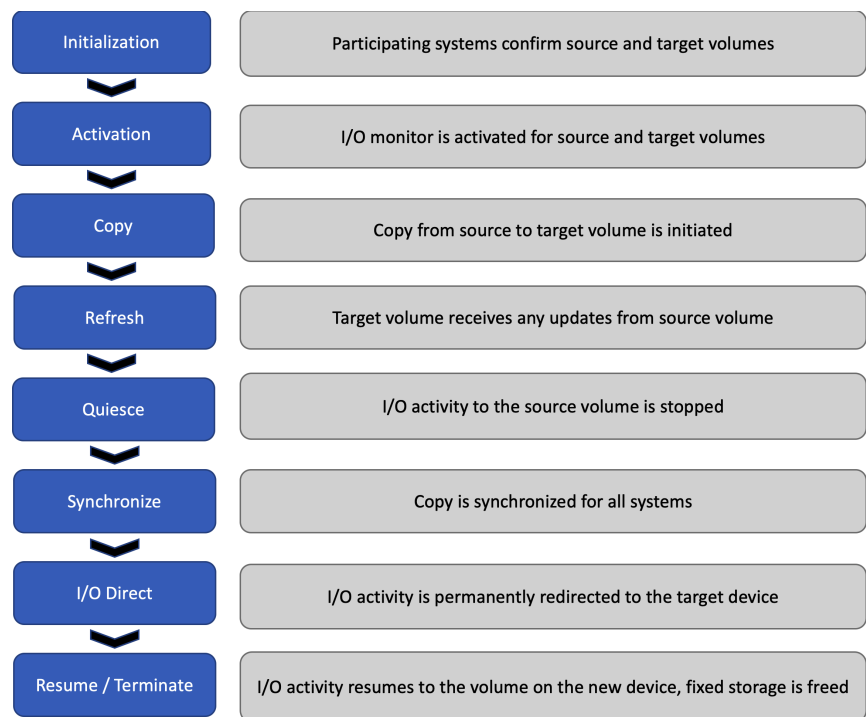 Initialization
Participating systems confirm source and target volumes
Activation
I/O monitor is activated for source and target volumes
Copy
Copy from source to target volume is initiated
Refresh
Target volume receives any updates from source volume
Quiesce
I/O activity to the source volume is stopped
Synchronize
Copy is synchronized for all systems
I/O Direct
I/O activity is permanently redirected to the target device
Resume / Terminate
I/O activity resumes to the volume on the new device, fixed storage is freed